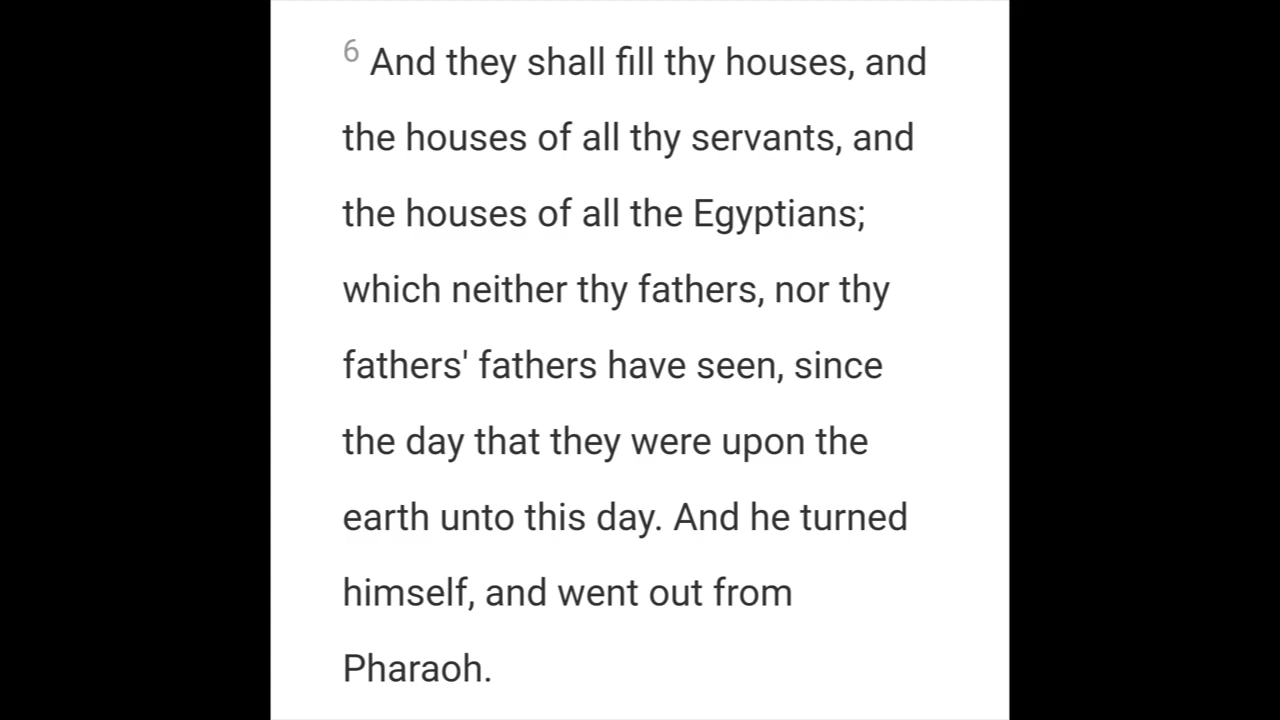 6 And they shall fill thy houses, and
the houses of all thy servants, and
the houses of all the Egyptians;
which neither thy fathers, nor thy
fathers' fathers have seen, since
the day that they were upon the
earth unto this day. And he turned
himself, and went out from
Pharaoh.